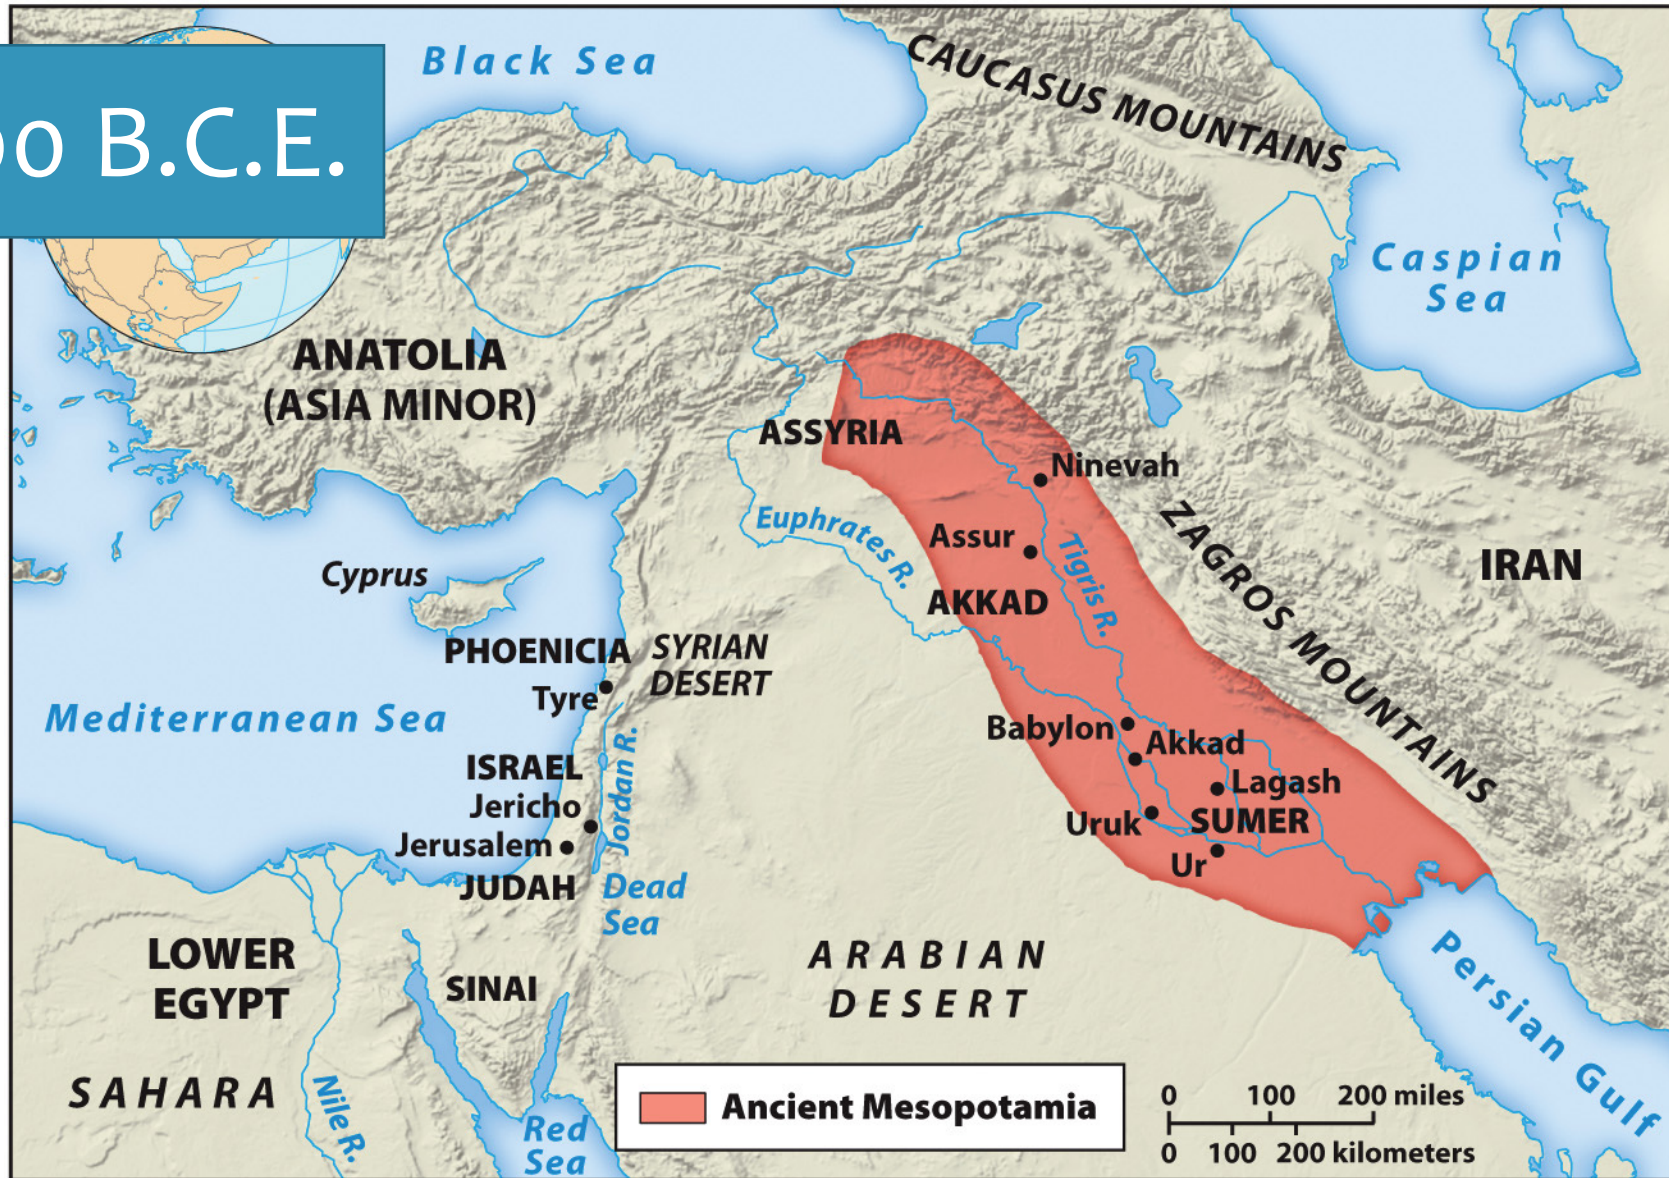 B.C.E.
Black Sea
CAUCASUS MOUNTAINS
Caspian
Sea
ANATOLIA
(ASIA MINOR)
ASSYRIA
Ninevah
Euphrates R.
Assur
Tigris R.
ZAGROS MOUNTAINS
IRAN
Cyprus
AKKAD
PHOENICIA
SYRIAN
DESERT
Tyre
Mediterranean Sea
Babylon
Akkad
ISRAEL
Jordan R.
Lagash
Jericho
Uruk
SUMER
Jerusalem
Ur
JUDAH
Dead
Sea
LOWER
EGYPT
SINAI
ARABIAN
DESERT
Persian Gulf
SAHARA
Nile R.
Red
Sea
Ancient Mesopotamia
0 100 200 miles
0 100 200 kilometers